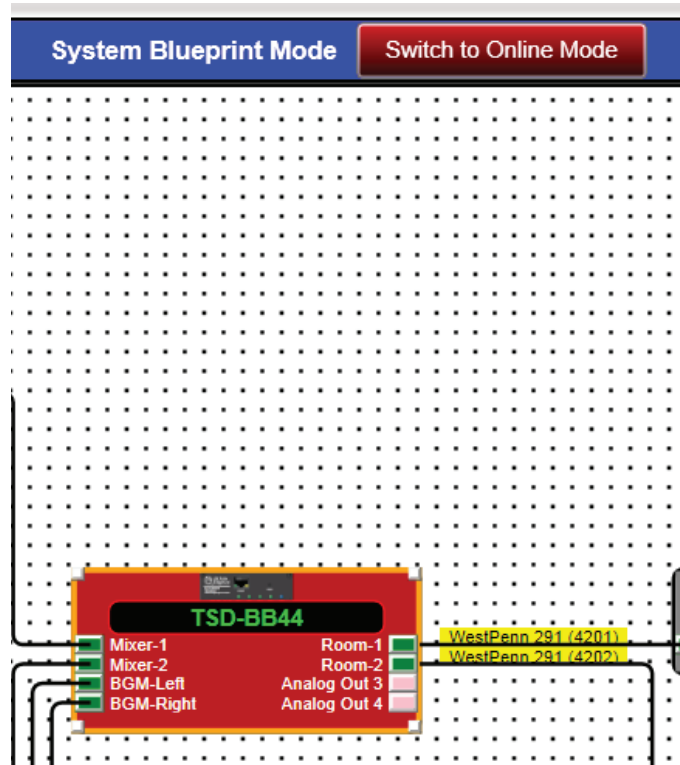 System Blueprint Mode
Switch to Online Mode
TSD-BB44
Mixer-1
Room-1
WestPenn 291 (4201)
Mixer-2
Room-2
WestPenn 291 (4202)
BGM-Left
Analog Out 3
BGM-Right
Analog Out 4